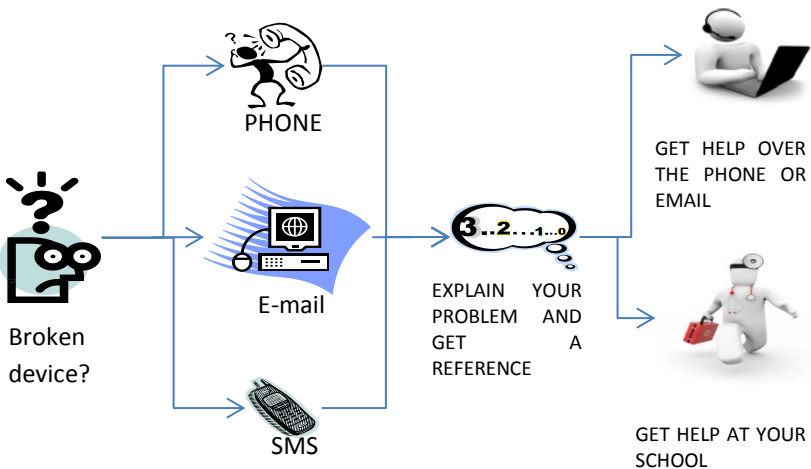 PHONE
E-mail
SMS
Broken
device?
3..2...1...0
EXPLAIN YOUR
PROBLEM AND
GET A
REFERENCE
GET HELP OVER
THE PHONE OR
EMAIL
GET HELP AT YOUR
SCHOOL